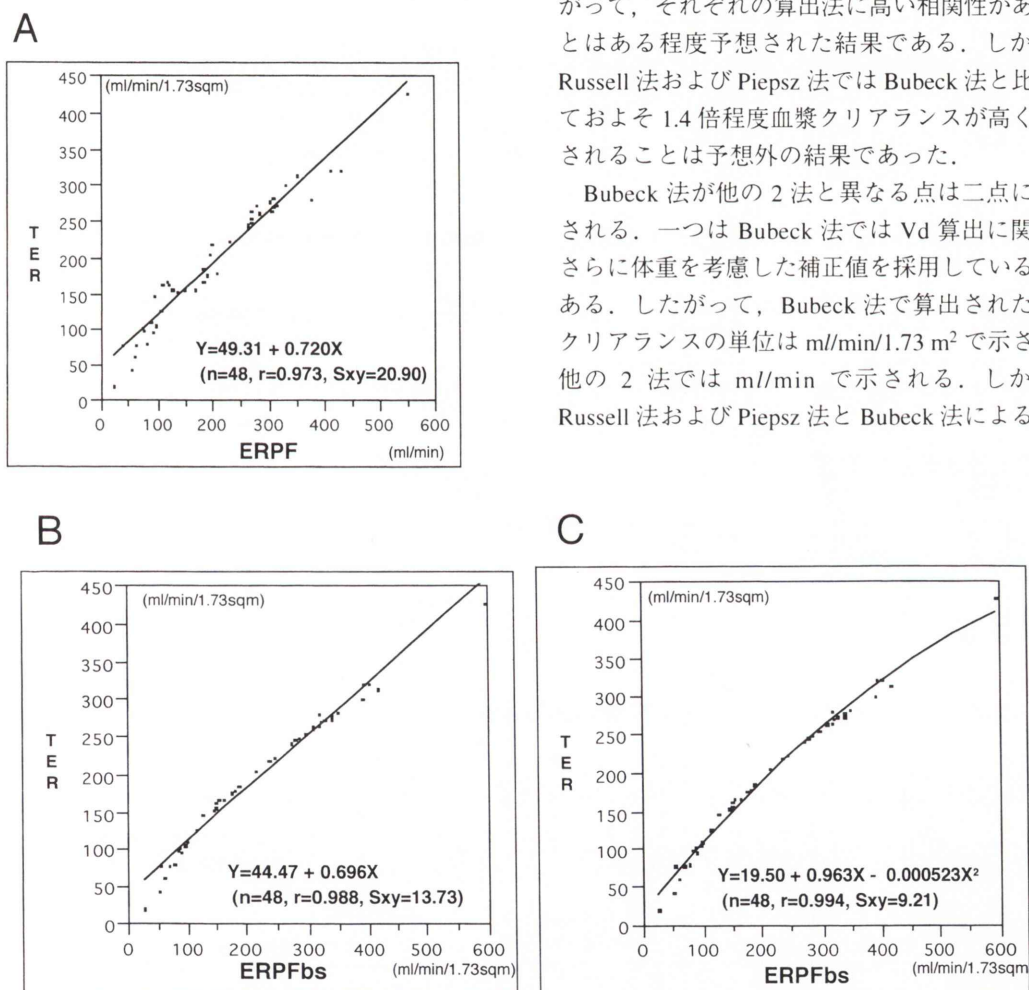 A
450
(ml/min/1.73sqm)
400
350
300
250
200
150
100
50
0
T
E
R
Y=49.31 + 0.720X
(n=48, r=0.973, Sxy=20.90)
0 100 200 300 400 500 600
ERPF (ml/min)
がって，それぞれの算出法に高い相関性があ
とはある程度予想された結果である．しか
Russell 法および Piepsz 法では Bubeck 法と比
ておよそ 1.4 倍程度血漿クリアランスが高く
されることは予想外の結果であった．
Bubeck 法が他の 2 法と異なる点は二点に
される．一つは Bubeck 法では Vd 算出に関
さらに体重を考慮した補正値を採用している
ある．したがって，Bubeck 法で算出された
クリアランスの単位は ml/min/1.73 m² で示さ
他の 2 法では ml/min で示される．しか
Russell 法および Piepsz 法と Bubeck 法による
B
450
(ml/min/1.73sqm)
400
350
300
250
200
150
100
50
0
T
E
R
Y=44.47 + 0.696X
(n=48, r=0.988, Sxy=13.73)
0 100 200 300 400 500 600
ERPFbs (ml/min/1.73sqm)
C
450
(ml/min/1.73sqm)
400
350
300
250
200
150
100
50
0
T
E
R
Y=19.50 + 0.963X - 0.000523X²
(n=48, r=0.994, Sxy=9.21)
0 100 200 300 400 500 600
ERPFbs (ml/min/1.73sqm